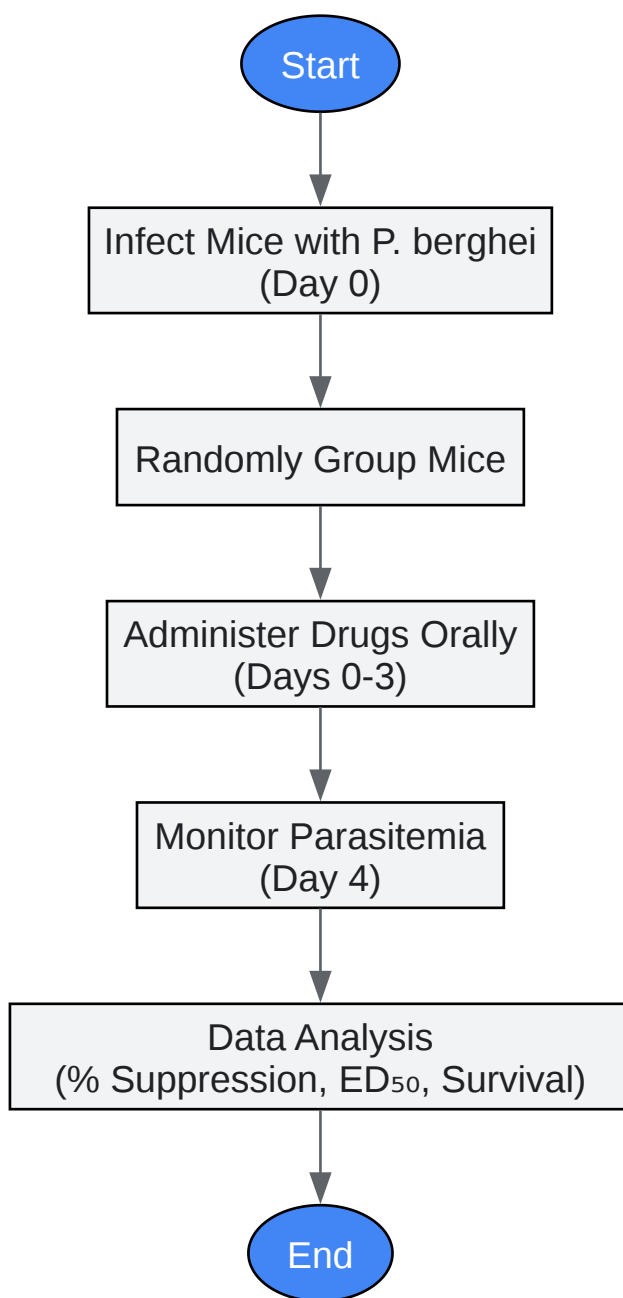 Start
Infect Mice with P. berghei
(Day 0)
Randomly Group Mice
Administer Drugs Orally
(Days 0-3)
Monitor Parasitemia
(Day 4)
Data Analysis
(% Suppression, ED₅₀, Survival)
End